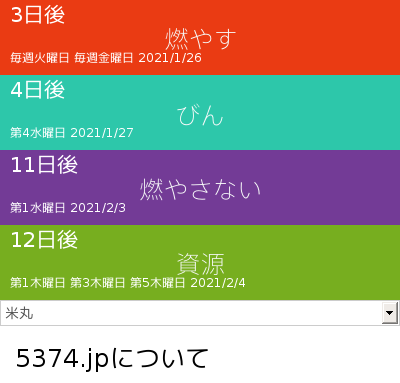 3日後
燃やす
毎週火曜日 毎週金曜日 2021/1/26
4日後
びん
第4水曜日 2021/1/27
11日後
燃やさない
第1水曜日 2021/2/3
12日後
資源
第1木曜日 第3木曜日 第5木曜日 2021/2/4
米丸
5374.jpについて